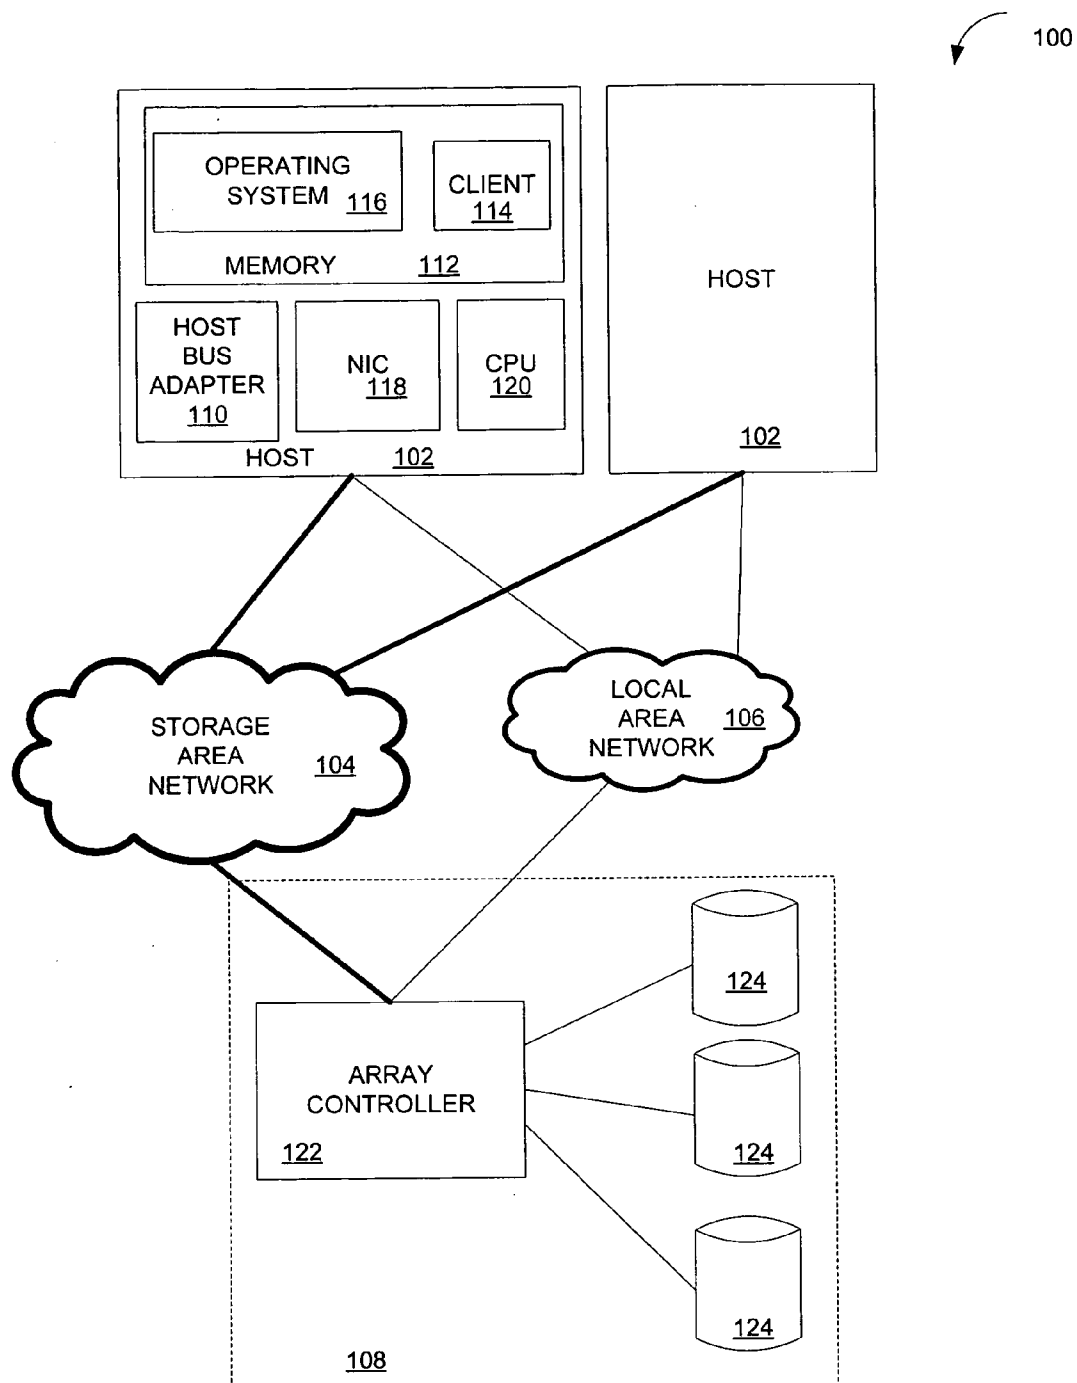 100
OPERATING
SYSTEM
116
CLIENT
114
MEMORY
112
HOST
BUS
ADAPTER
110
NIC
118
CPU
120
HOST
102
HOST
102
STORAGE
AREA
NETWORK
104
LOCAL
AREA
NETWORK
106
ARRAY
CONTROLLER
122
124
124
124
108